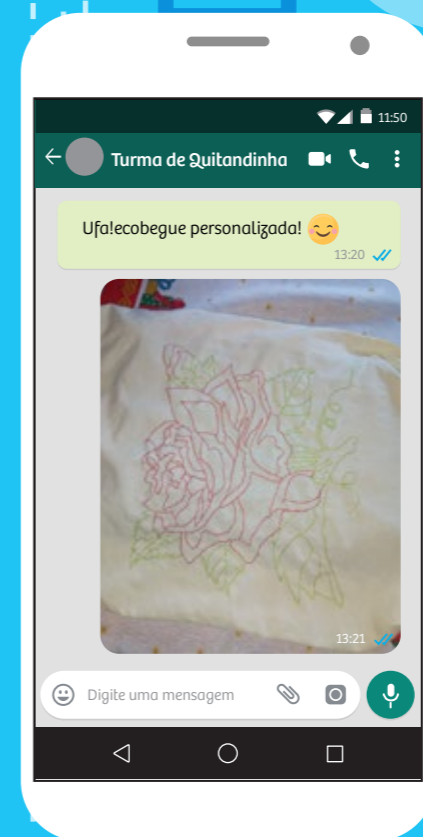 11:50
Turma de Quitandinha
Ufa!ecobegue personalizada! 😊
13:20
13:21
Digite uma mensagem